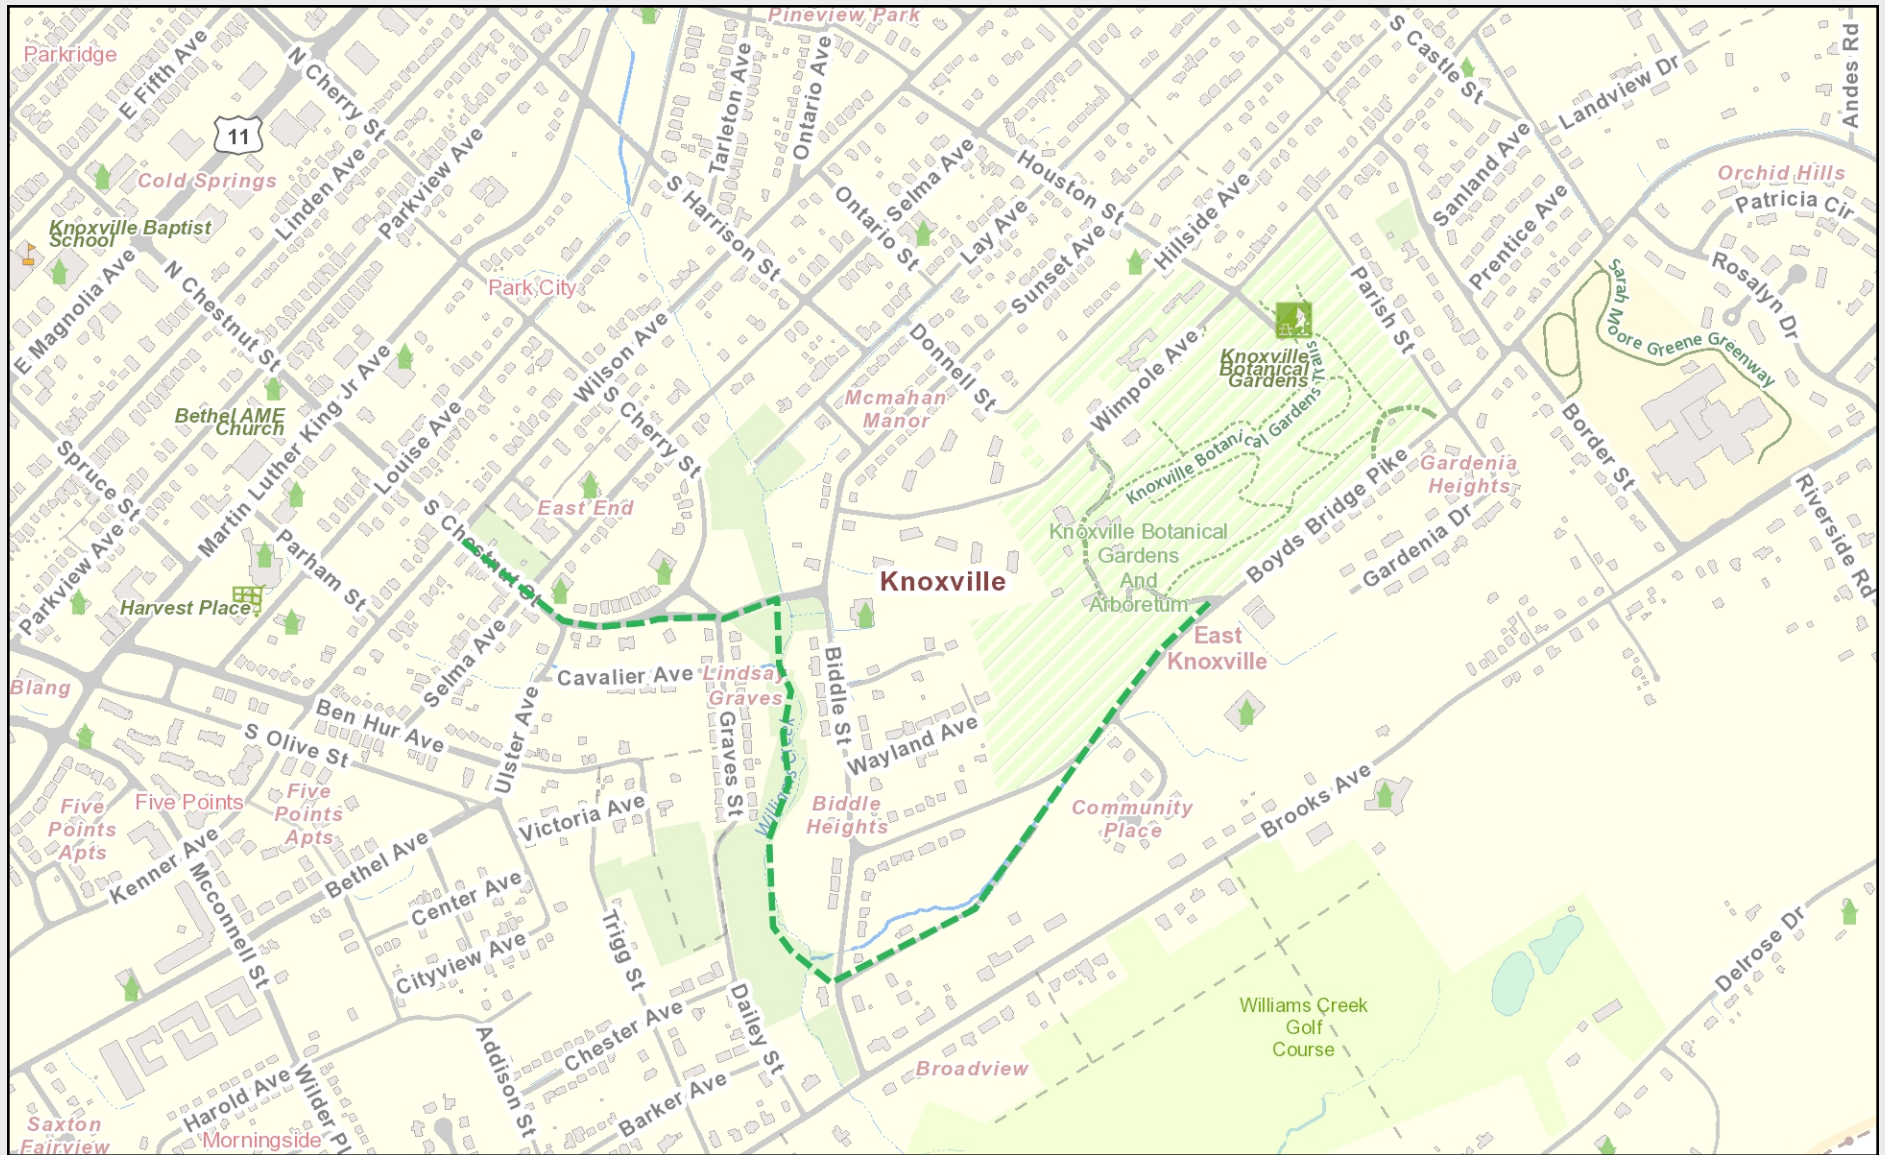 Pineview Park
Parkridge
E Fifth Ave
N Cherry St
S Castle St
Landview Dr
Andes Rd
11
Tarleton Ave
Ontario Ave
Cold Springs
Linden Ave
Parkview Ave
S Harrison St
Ontario St
Selma Ave
Houston St
Lay Ave
Hillside Ave
Sunset Ave
Sanland Ave
Prentice Ave
Orchid Hills
Patricia Cir
Rosalyn Dr
Knoxville Baptist
School
E Magnolia Ave
N Chestnut St
Park City
Parish St
Sarah Moore Greene Greenway
Knoxville
Botanical
Gardens
Wilson Ave
Donnell St
Wimpole Ave
Bethel AME
Church
Martin Luther King Jr Ave
Louise Ave
S Cherry St
Mcmahan
Manor
Knoxville Botanical Gardens Trails
Border St
Gardenia
Heights
Spruce St
Parkview Ave
S Chestnut St
East End
Knoxville Botanical
Gardens
And
Arboretum
Boyds Bridge Pike
Gardenia Dr
Riverside Rd
Parham St
Harvest Place
Knoxville
East
Knoxville
Selma Ave
Cavalier Ave
Lindsay
Graves
Biddle St
Blang
Ben Hur Ave
S Olive St
Ulster Ave
Graves St
Williams Creek
Wayland Ave
Five
Points
Apts
Five Points
Five
Points
Apts
Victoria Ave
Biddle
Heights
Community
Place
Brooks Ave
Kenner Ave
Mcconnell St
Bethel Ave
Center Ave
Cityview Ave
Trigg St
Delrose Dr
Williams Creek
Golf
Course
Dailey St
Chester Ave
Addison St
Broadview
Harold Ave
Wilder Pl
Barker Ave
Saxton
Fairview
Morningside